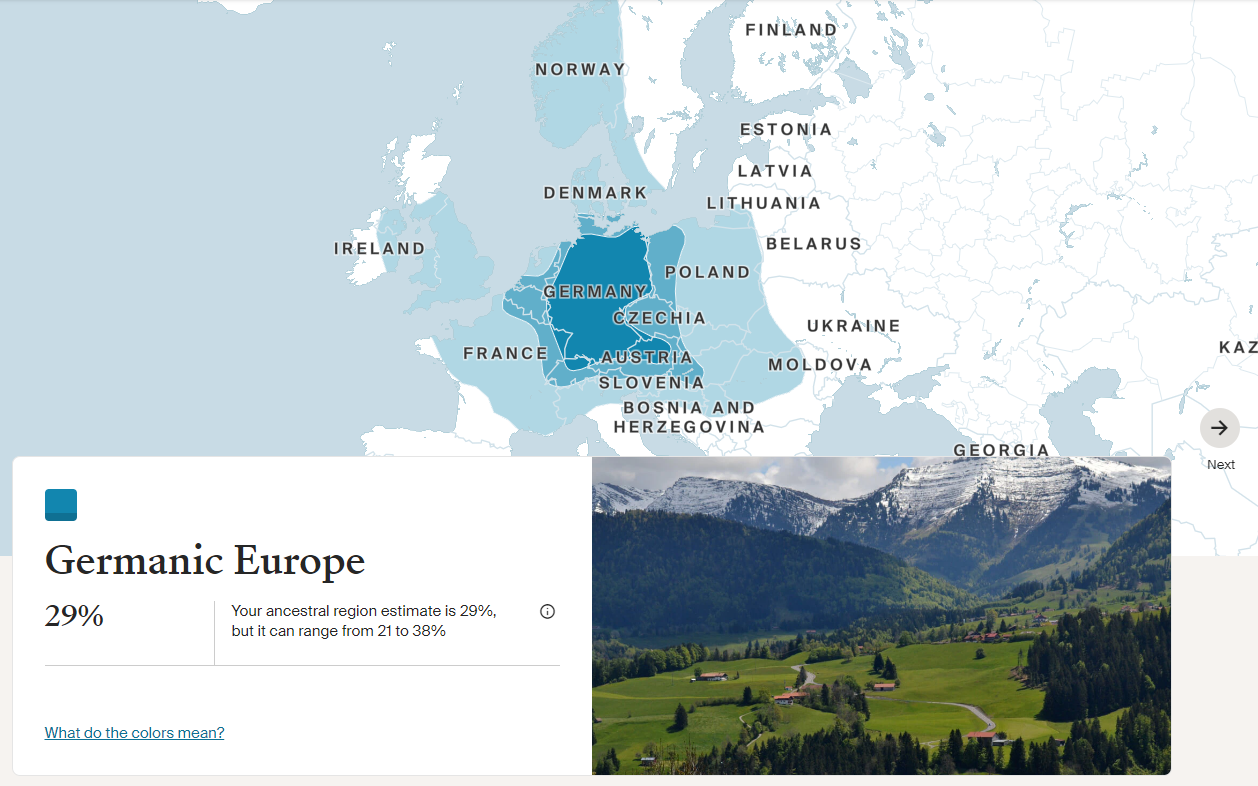 FINLAND
NORWAY
ESTONIA
LATVIA
DENMARK
LITHUANIA
IRELAND
BELARUS
POLAND
GERMANY
CZECHIA
UKRAINE
FRANCE
AUSTRIA
KAZ
MOLDOVA
SLOVENIA
BOSNIA AND
HERZEGOVINA
GEORGIA
Next
Germanic Europe
29%
Your ancestral region estimate is 29%,
but it can range from 21 to 38%
What do the colors mean?